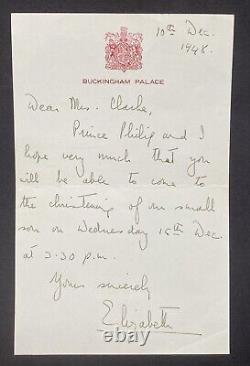 10th Dec.
1948.
BUCKINGHAM PALACE
Dear Mrs. Clarke,
Prince Philip and I
hope very much that you
will be able to come to
the christening of our small
son on Wednesday 15th Dec.
at 3.30 p.m.
Yours sincerely
Elizabeth